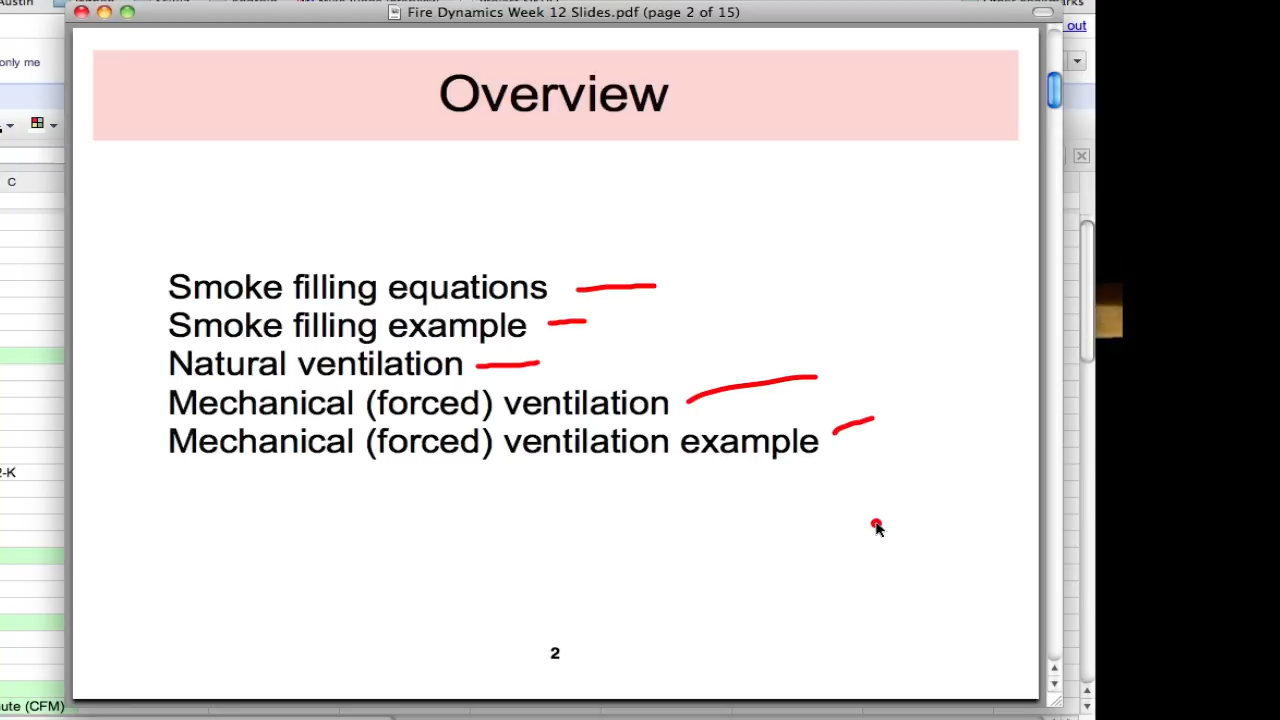 Fire Dynamics Week 12 Slides.pdf (page 2 of 15)
out
only me
Overview
C
Smoke filling equations
Smoke filling example
Natural ventilation
Mechanical (forced) ventilation
Mechanical (forced) ventilation example
2-K
2
ute (CFM)